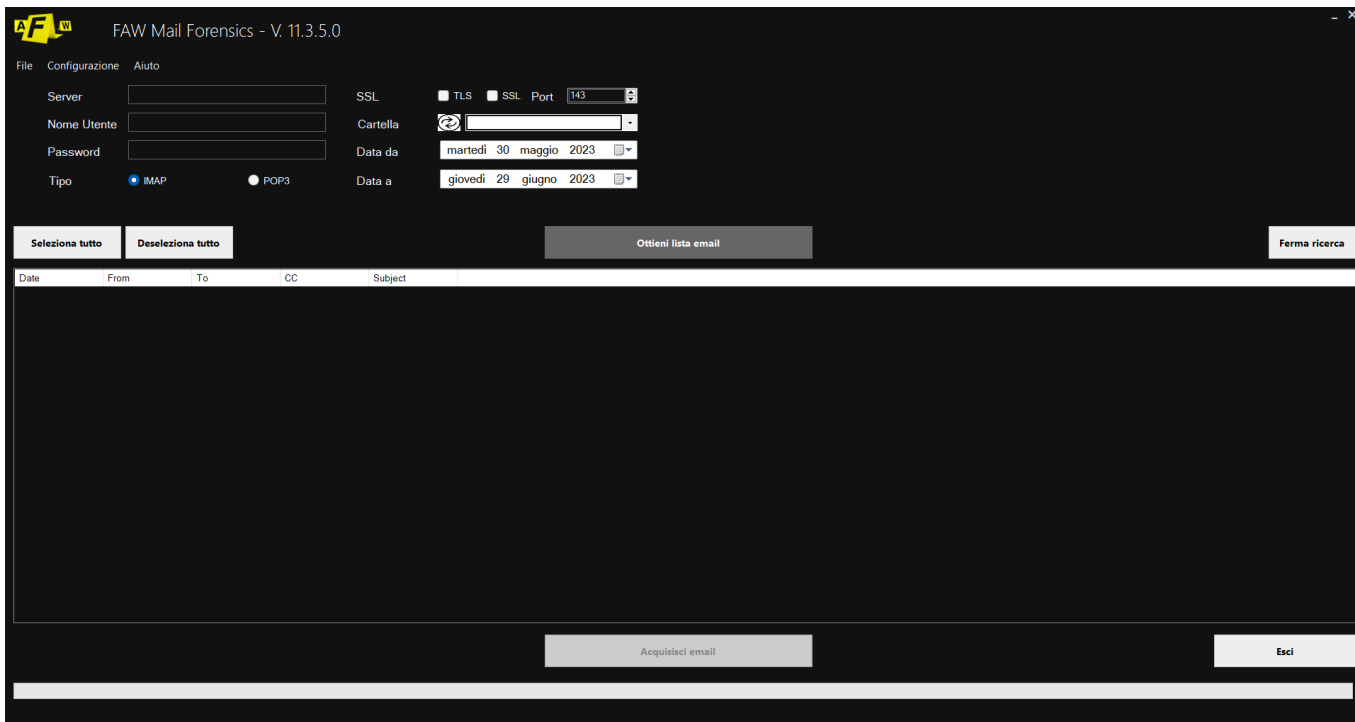 AFW FAW Mail Forensics - V. 11.3.5.0
File Configurazione Aiuto
Server SSL TLS SSL Port 143
Nome Utente Cartella
Password Data da martedì 30 maggio 2023
Tipo IMAP POP3 Data a giovedì 29 giugno 2023
Seleziona tutto Deseleziona tutto Ottieni lista email Ferma ricerca
Date From To CC Subject
Acquisisci email Esci